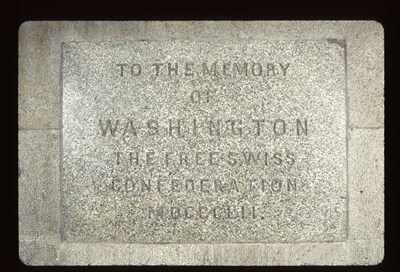 TO THE MEMORY
OF
WASHINGTON
THE FREE SWISS
CONFEDERATION
MDCCCLII.